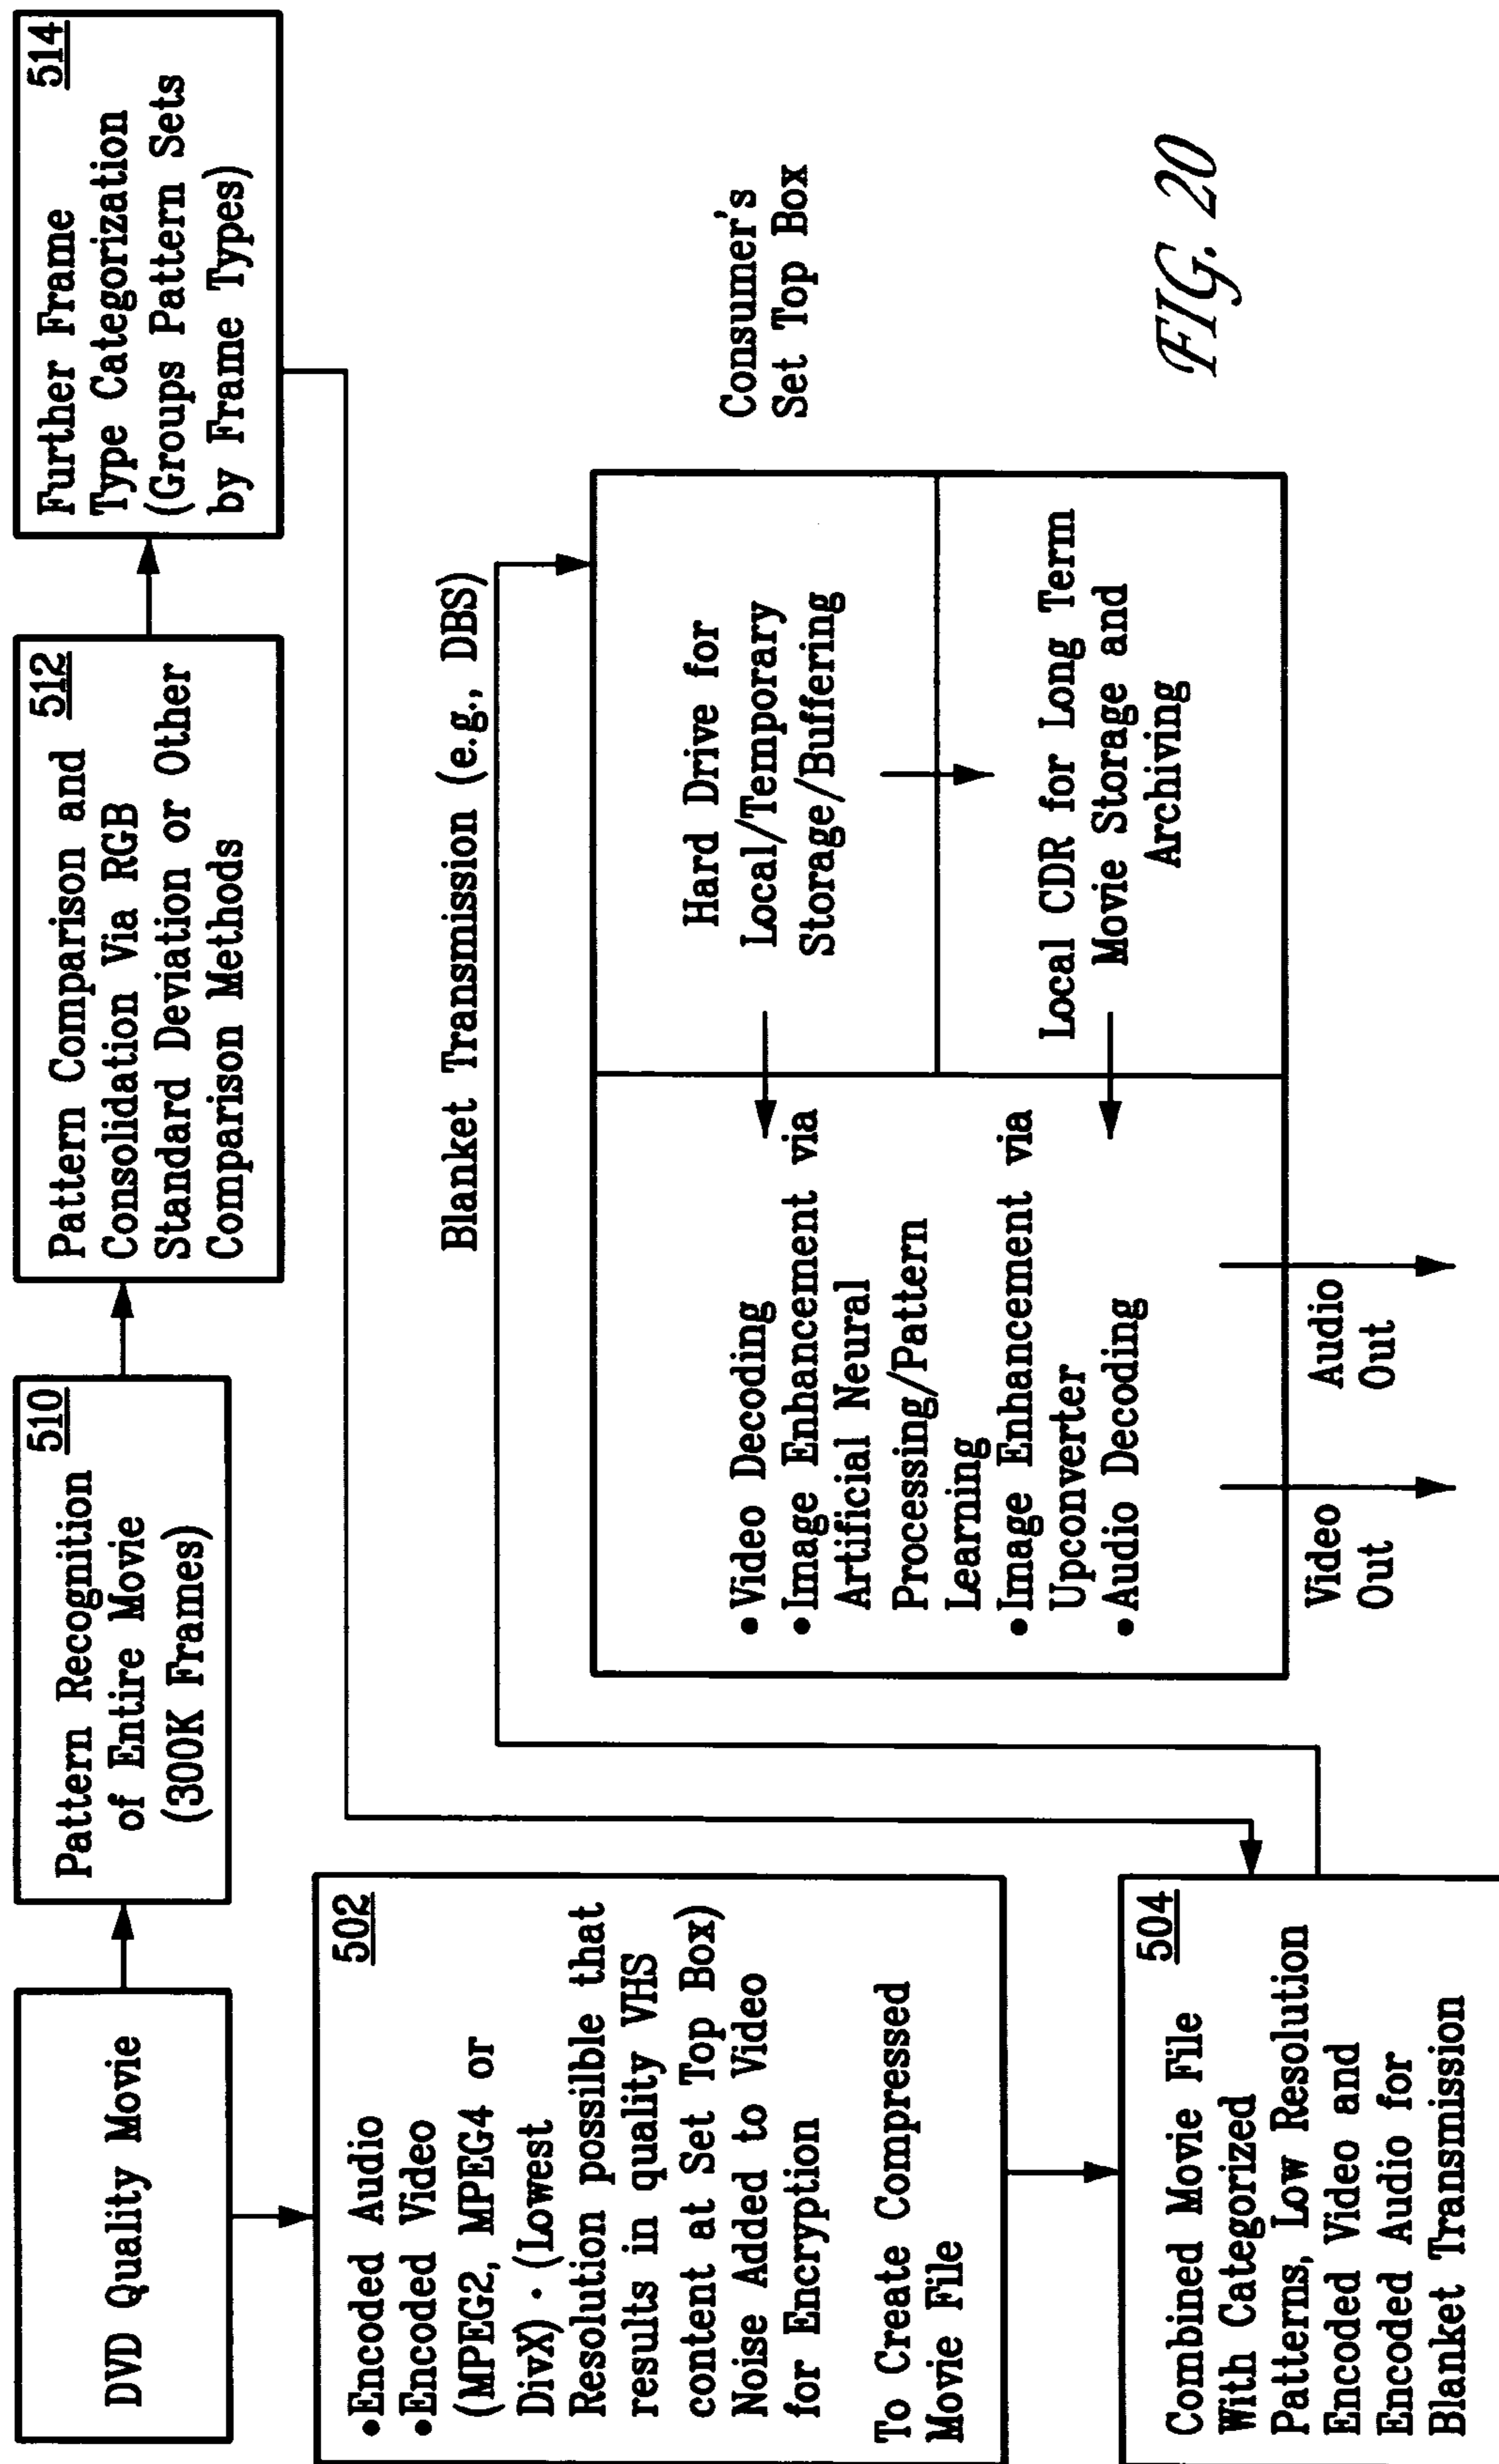 DVD Quality Movie
510
Pattern Recognition
of Entire Movie
(300K Frames)
512
Pattern Comparison and
Consolidation Via RGB
Standard Deviation or Other
Comparison Methods
514
Further Frame
Type Categorization
(Groups Pattern Sets
by Frame Types)
502
•Encoded Audio
•Encoded Video
(MPEG2, MPEG4 or
DivX) · (Lowest
Resolution possilble that
results in quality VHS
content at Set Top Box)
Noise Added to Video
for Encryption
To Create Compressed
Movie File
504
Combined Movie File
With Categorized
Patterns, Low Resolution
Encoded Video and
Encoded Audio for
Blanket Transmission
Blanket Transmission (e.g., DBS)
•Video Decoding
•Image Enhancement via
Artificial Neural
Processing/Pattern
Learning
•Image Enhancement via
Upconverter
•Audio Decoding
Hard Drive for
Local/Temporary
Storage/Buffering
Local CDR for Long Term
Movie Storage and
Archiving
Video
Out
Audio
Out
Consumer's
Set Top Box
FIG. 20